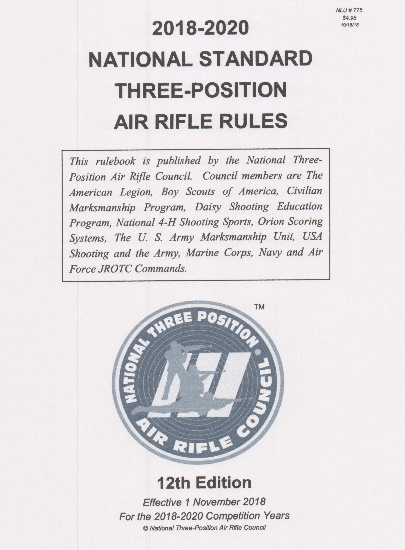 NLU # 775
$4.95
10/18/18
2018-2020
NATIONAL STANDARD
THREE-POSITION
AIR RIFLE RULES
This rulebook is published by the National Three-
Position Air Rifle Council. Council members are The
American Legion, Boy Scouts of America, Civilian
Marksmanship Program, Daisy Shooting Education
Program, National 4-H Shooting Sports, Orion Scoring
Systems, The U. S. Army Marksmanship Unit, USA
Shooting and the Army, Marine Corps, Navy and Air
Force JROTC Commands.
TM
NATIONAL THREE POSITION
AIR RIFLE COUNCIL
12th Edition
Effective 1 November 2018
For the 2018-2020 Competition Years
© National Three-Position Air Rifle Council